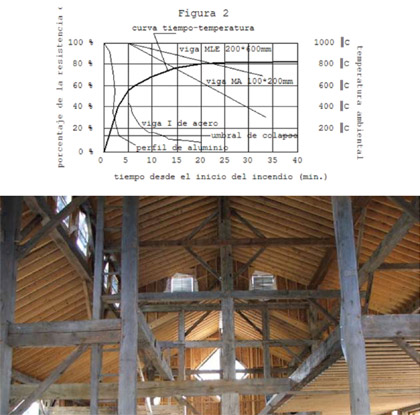 Figura 2
curva tiempo-temperatura
porcentaje de la resistencia
100 %
80 %
60 %
40 %
20 %
0 %
viga MLE 200*600mm
viga MA 100*200mm
viga I de acero
umbral de colapso
perfil de aluminio
1000 ‖C
800 ‖C
600 ‖C
400 ‖C
200 ‖C
temperatura ambiental
0 5 10 15 20 25 30 35 40
tiempo desde el inicio del incendio (min.)